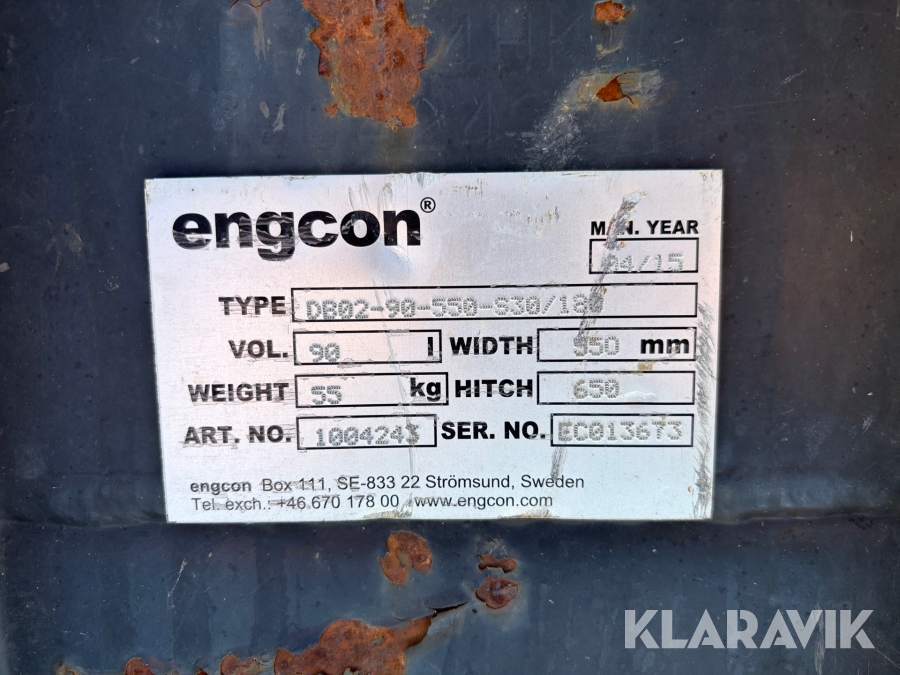 engcon®
MAN. YEAR
04/15
TYPE DB02-90-550-S30/180
VOL. 90 l WIDTH 550 mm
WEIGHT 55 kg HITCH 650
ART. NO. 1004243 SER. NO. EC013673
engcon Box 111, SE-833 22 Strömsund, Sweden
Tel. exch.: +46 670 178 00 www.engcon.com
KLARAVIK